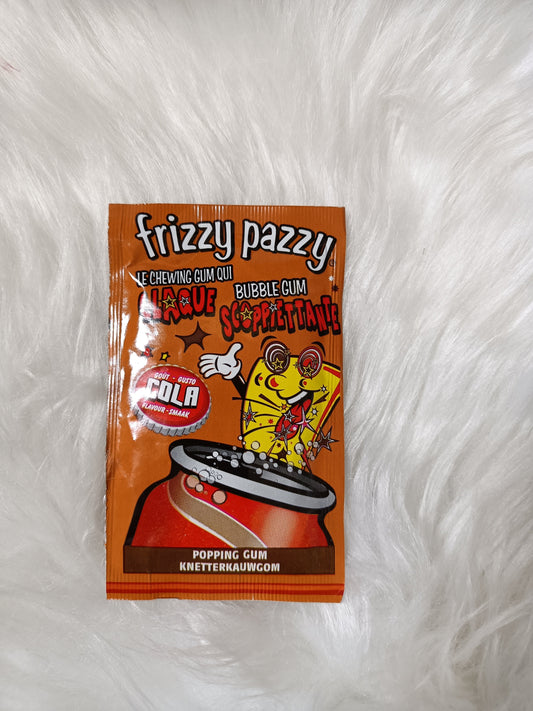 frizzy pazzy
LE CHEWING GUM QUI
CLAQUE
BUBBLE GUM
SCOPPIETTANTE
GOÛT - GUSTO
COLA
FLAVOUR - SMAAK
POPPING GUM
KNETTERKAUWGOM